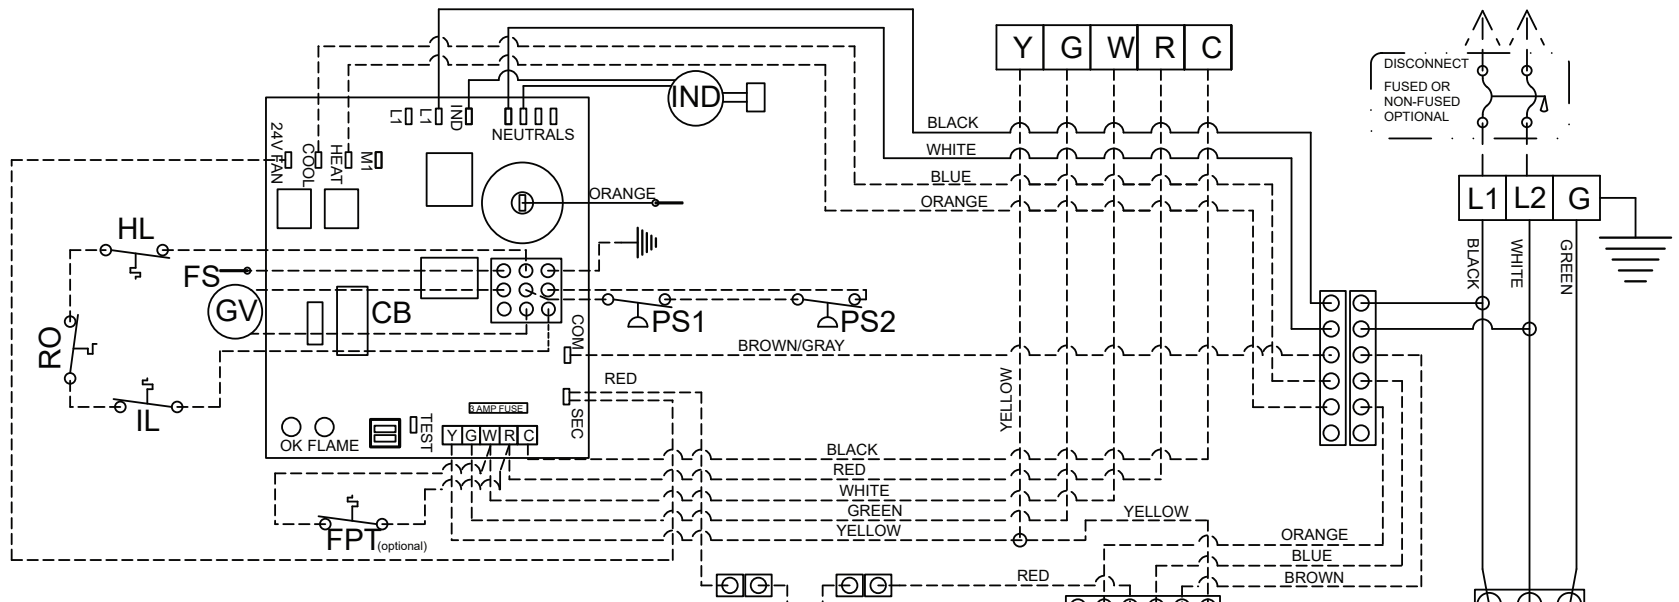 Y G W R C
DISCONNECT
FUSED OR
NON-FUSED
OPTIONAL
L1 L1 IND
NEUTRALS
IND
24V FAN COOL HEAT M1
BLACK
WHITE
BLUE
ORANGE
ORANGE
L1 L2 G
BLACK WHITE GREEN
HL
FS
GV
CB
PS1 PS2
COM
BROWN/GRAY
RO
IL
RED
SEC
YELLOW
3 AMP FUSE
TEST
OK FLAME
Y G W R C
BLACK
RED
WHITE
GREEN
YELLOW
YELLOW
FPT (optional)
ORANGE
BLUE
BROWN
RED